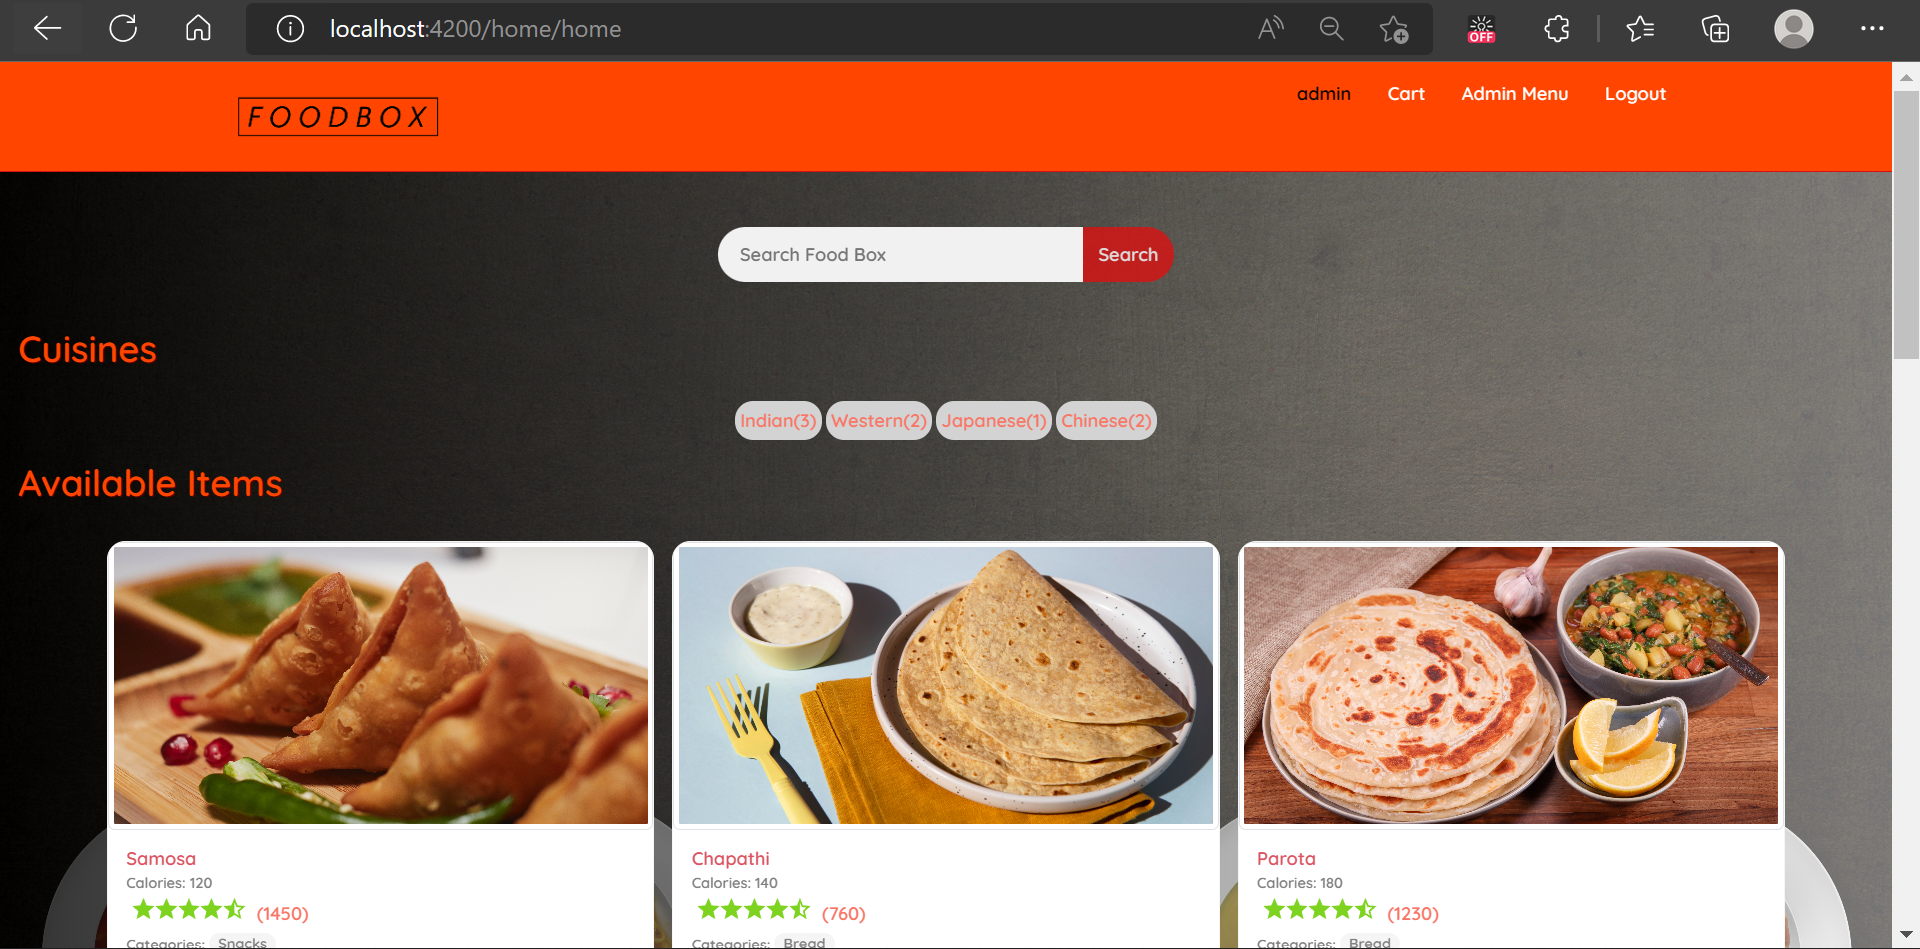 localhost:4200/home/home
OFF
FOODBOX
admin Cart Admin Menu Logout
Search Food Box Search
Cuisines
Indian(3) Western(2) Japanese(1) Chinese(2)
Available Items
Samosa
Calories: 120
(1450)
Categories: Snacks
Chapathi
Calories: 140
(760)
Categories: Bread
Parota
Calories: 180
(1230)
Categories: Bread